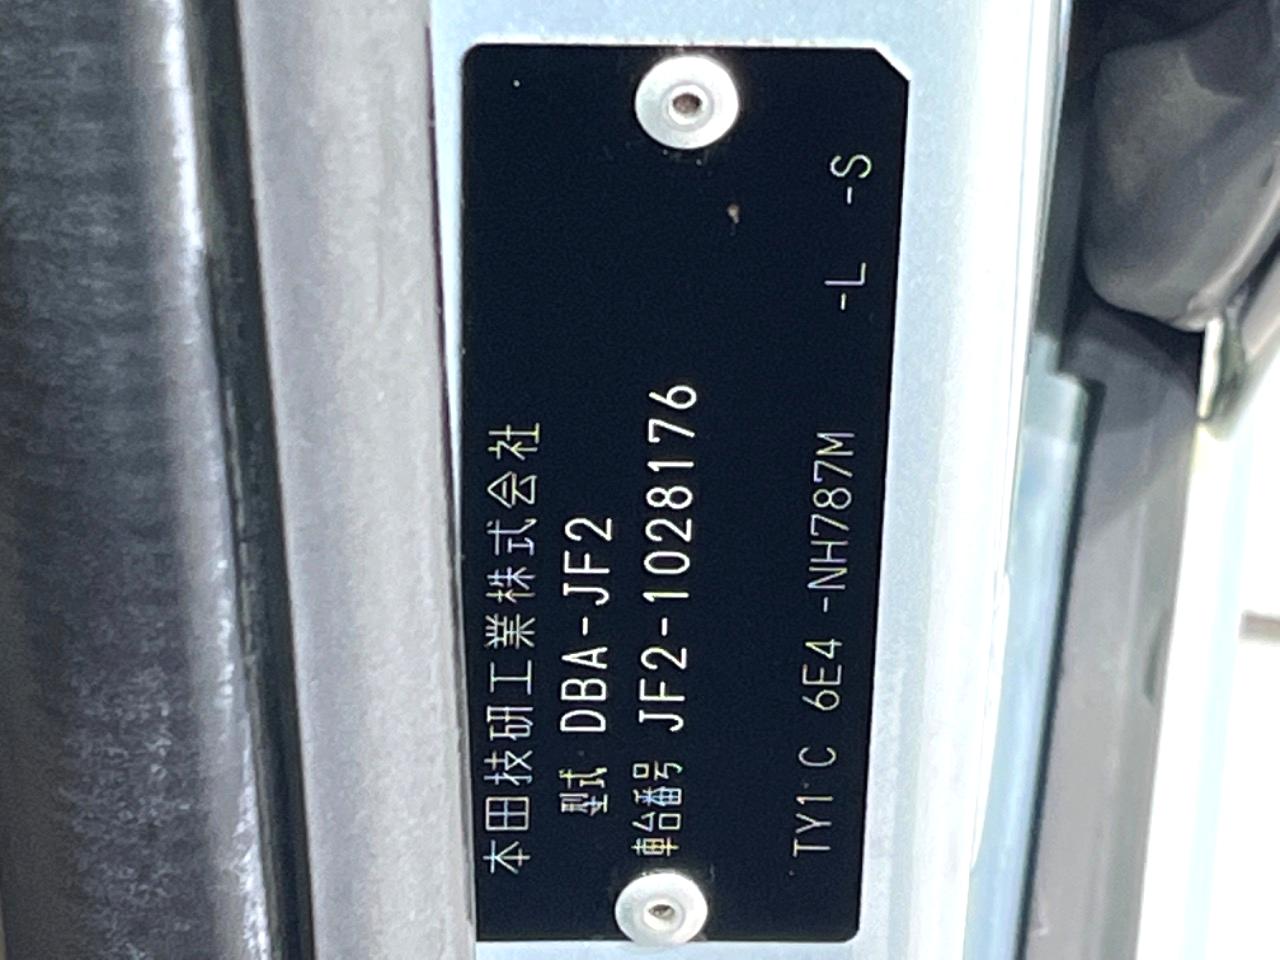 本田技研工業株式会社
型式 DBA-JF2
車台番号 JF2-1028176
TY1 C 6E4 -NH787M -L -S